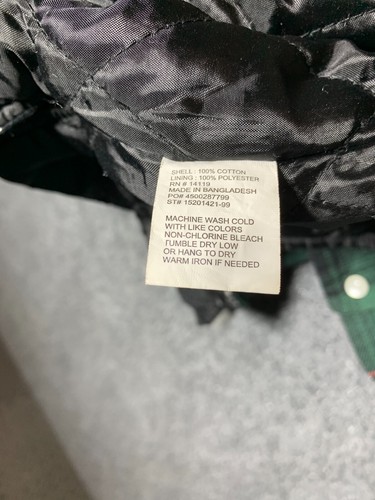 SHELL : 100% COTTON
LINING : 100% POLYESTER
RN # 14119
MADE IN BANGLADESH
PO# 4500287799
ST# 15201421-99
MACHINE WASH COLD
WITH LIKE COLORS
NON-CHLORINE BLEACH
TUMBLE DRY LOW
OR HANG TO DRY
WARM IRON IF NEEDED